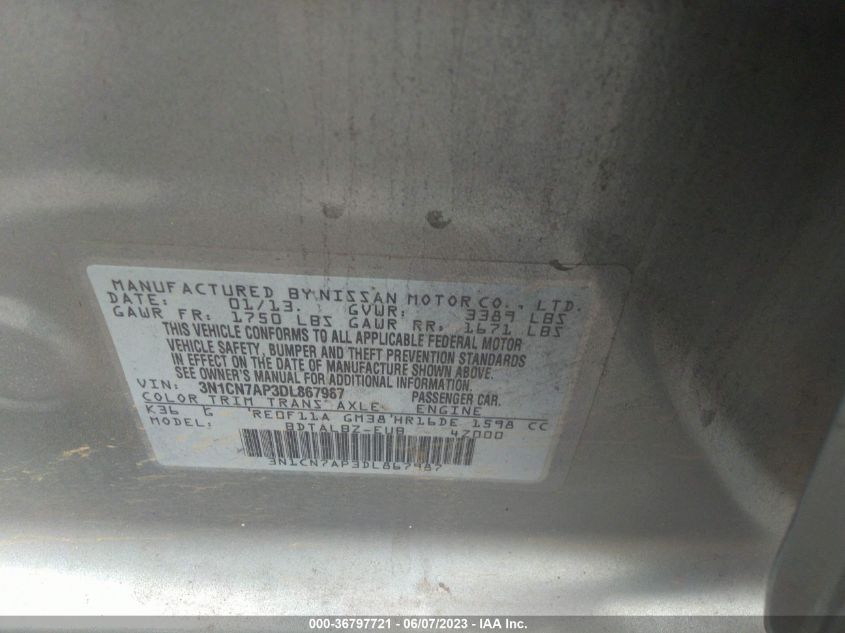 MANUFACTURED BY:NISSAN MOTOR CO., LTD.
DATE: 01/13. GVWR: 3389 LBS
GAWR FR: 1750 LBS GAWR RR: 1671 LBS
THIS VEHICLE CONFORMS TO ALL APPLICABLE FEDERAL MOTOR
VEHICLE SAFETY, BUMPER AND THEFT PREVENTION STANDARDS
IN EFFECT ON THE DATE OF MANUFACTURE SHOWN ABOVE.
SEE OWNER'S MANUAL FOR ADDITIONAL INFORMATION
VIN: 3N1CN7AP3DL867987 PASSENGER CAR.
COLOR TRIM TRANS AXLE ENGINE
K36 G RE0F11A GM38 HR16DE 1598 CC
MODEL: BDTALBZ-EUB 47000
3N1CN7AP3DL867987
000-36797721 - 06/07/2023 - IAA Inc.